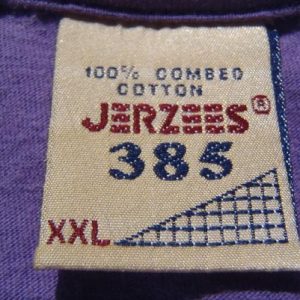 100% COMBED
COTTON
JERZEES®
385
XXL